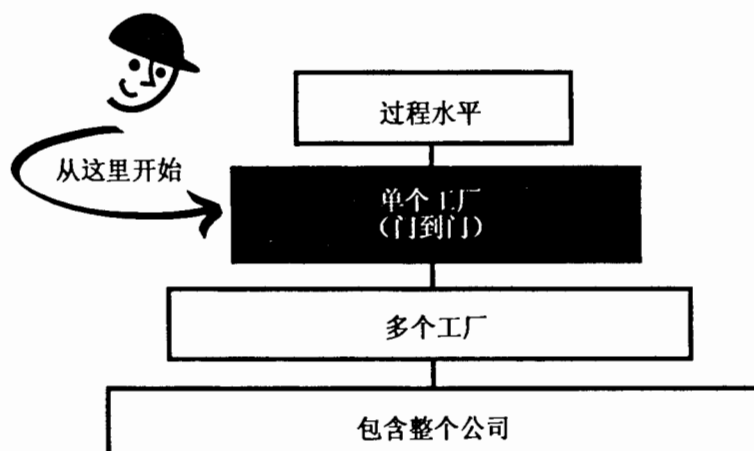 过程水平
从这里开始
单个工厂
（门到门）
多个工厂
包含整个公司